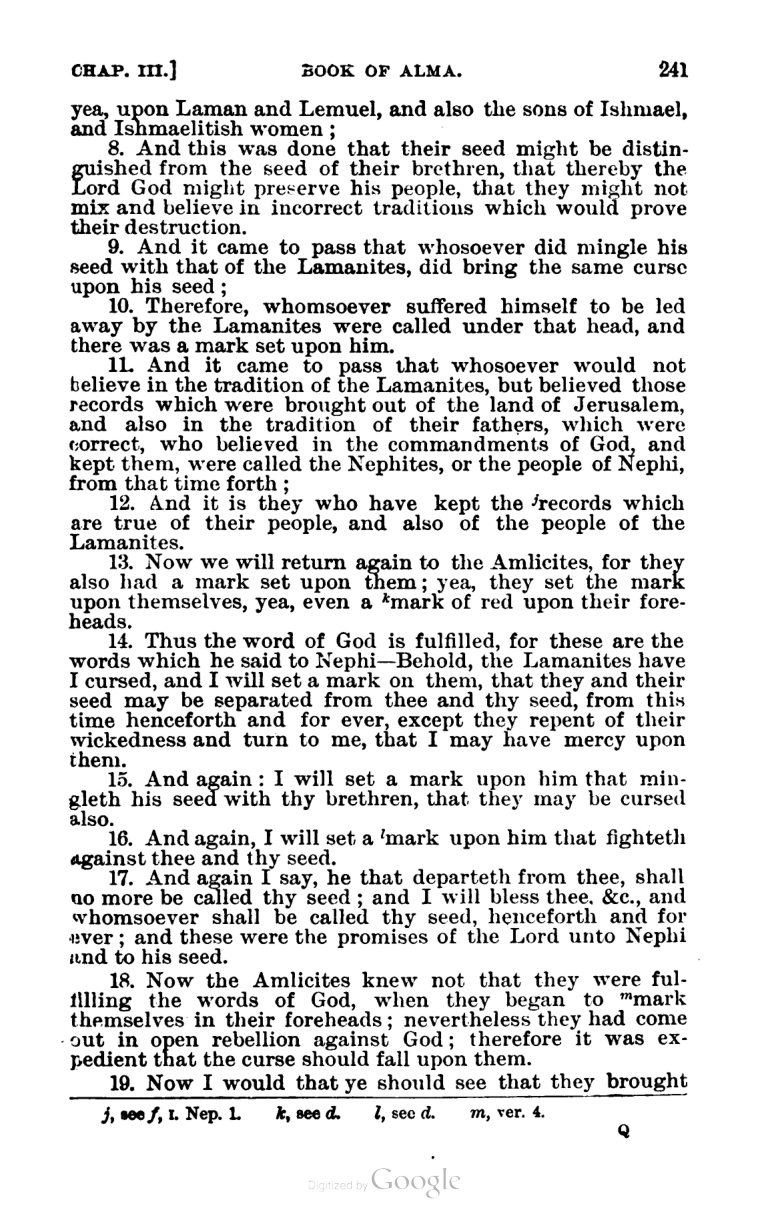 CHAP. III.] BOOK OF ALMA. 241
yea, upon Laman and Lemuel, and also the sons of Ishmael,
and Ishmaelitish women ;
8. And this was done that their seed might be distin-
guished from the seed of their brethren, that thereby the
Lord God might preserve his people, that they might not
mix and believe in incorrect traditions which would prove
their destruction.
9. And it came to pass that whosoever did mingle his
seed with that of the Lamanites, did bring the same curse
upon his seed ;
10. Therefore, whomsoever suffered himself to be led
away by the Lamanites were called under that head, and
there was a mark set upon him.
11. And it came to pass that whosoever would not
believe in the tradition of the Lamanites, but believed those
records which were brought out of the land of Jerusalem,
and also in the tradition of their fathers, which were
correct, who believed in the commandments of God, and
kept them, were called the Nephites, or the people of Nephi,
from that time forth ;
12. And it is they who have kept the jrecords which
are true of their people, and also of the people of the
Lamanites.
13. Now we will return again to the Amlicites, for they
also had a mark set upon them ; yea, they set the mark
upon themselves, yea, even a kmark of red upon their fore-
heads.
14. Thus the word of God is fulfilled, for these are the
words which he said to Nephi—Behold, the Lamanites have
I cursed, and I will set a mark on them, that they and their
seed may be separated from thee and thy seed, from this
time henceforth and for ever, except they repent of their
wickedness and turn to me, that I may have mercy upon
them.
15. And again : I will set a mark upon him that min-
gleth his seed with thy brethren, that they may be cursed
also.
16. And again, I will set a lmark upon him that fighteth
against thee and thy seed.
17. And again I say, he that departeth from thee, shall
no more be called thy seed ; and I will bless thee, &c., and
whomsoever shall be called thy seed, henceforth and for
ever ; and these were the promises of the Lord unto Nephi
and to his seed.
18. Now the Amlicites knew not that they were ful-
filling the words of God, when they began to mmark
themselves in their foreheads ; nevertheless they had come
out in open rebellion against God ; therefore it was ex-
pedient that the curse should fall upon them.
19. Now I would that ye should see that they brought
j, see f, I. Nep. 1. k, see d. l, see d. m, ver. 4.
Q
Digitized by Google